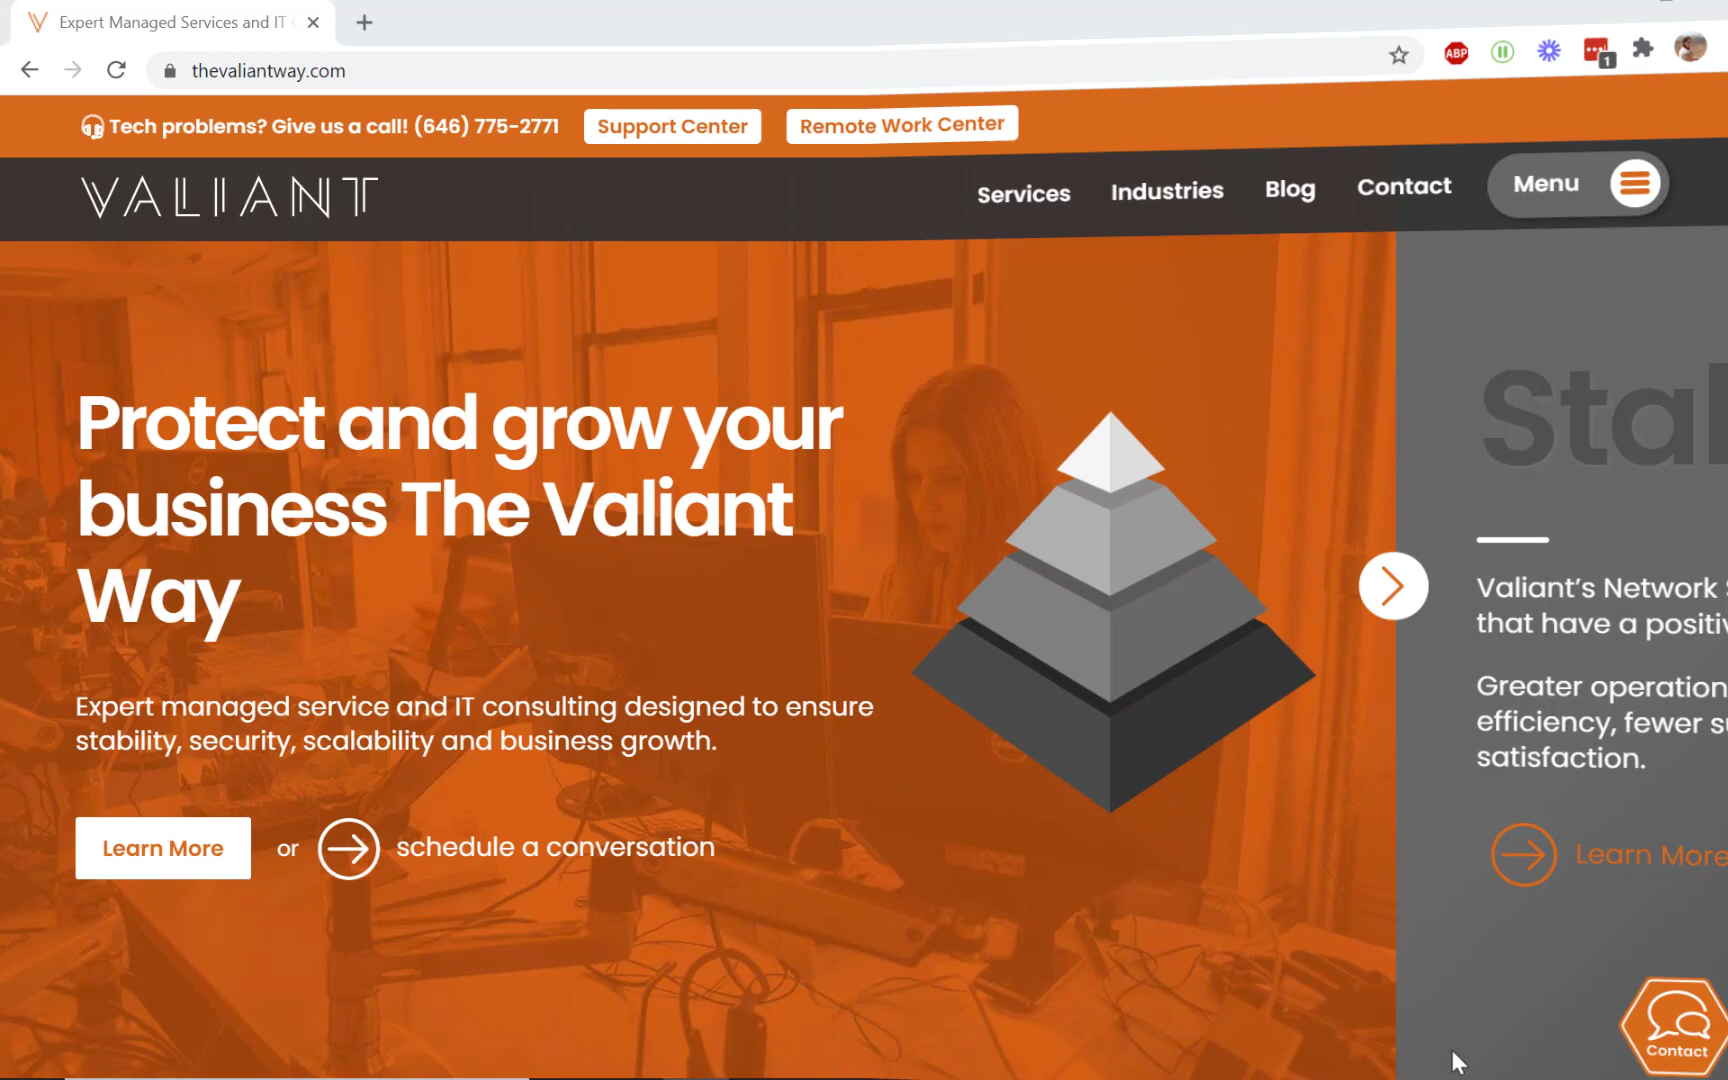 Expert Managed Services and IT
thevaliantway.com
ABP
1
Tech problems? Give us a call! (646) 775-2771
Support Center
Remote Work Center
VALIANT
Services
Industries
Blog
Contact
Menu
Protect and grow your
business The Valiant
Way
Expert managed service and IT consulting designed to ensure
stability, security, scalability and business growth.
Learn More
or
schedule a conversation
Valiant's Network
that have a
Greater
efficiency, fewer
satisfaction.
Learn More
Contact